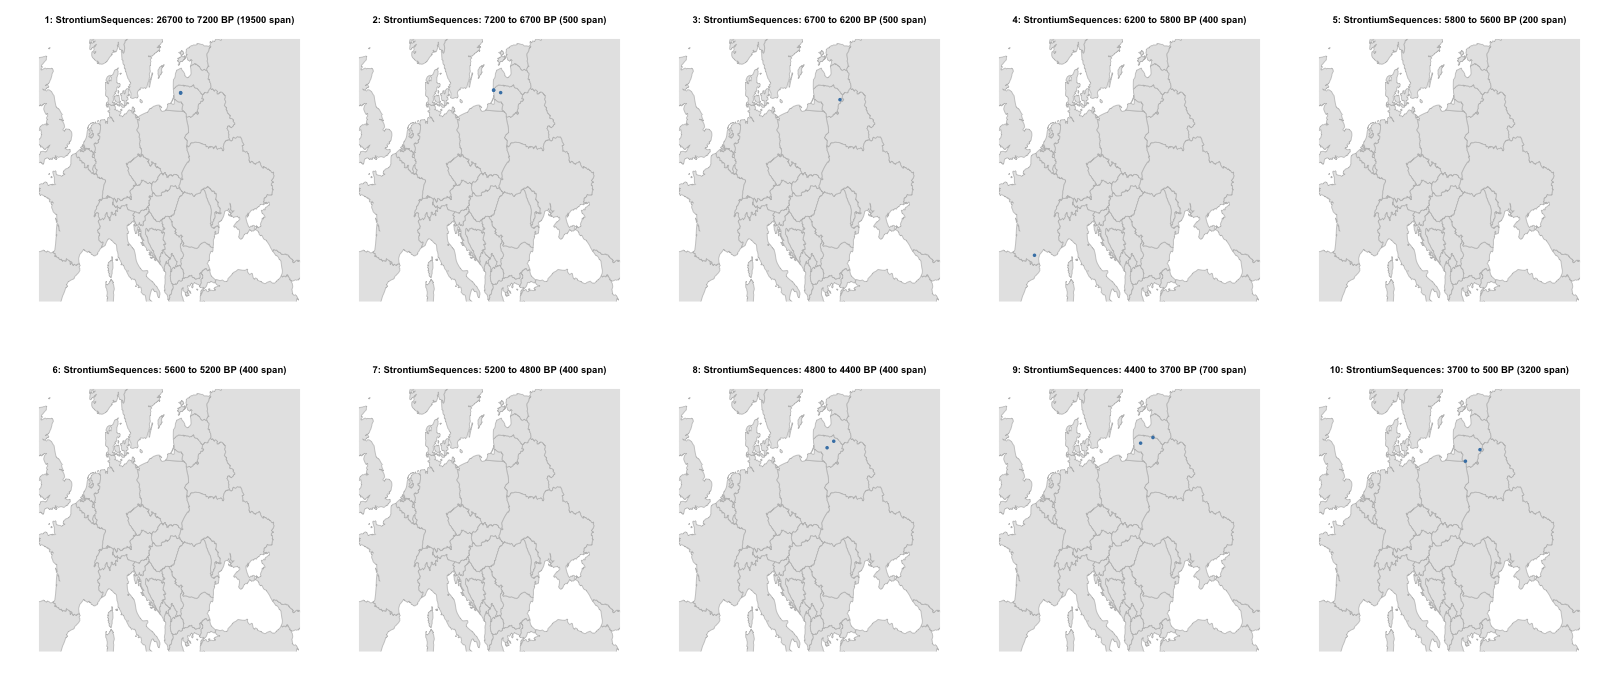 1: StrontiumSequences: 26700 to 7200 BP (19500 span)
2: StrontiumSequences: 7200 to 6700 BP (500 span)
3: StrontiumSequences: 6700 to 6200 BP (500 span)
4: StrontiumSequences: 6200 to 5800 BP (400 span)
5: StrontiumSequences: 5800 to 5600 BP (200 span)
6: StrontiumSequences: 5600 to 5200 BP (400 span)
7: StrontiumSequences: 5200 to 4800 BP (400 span)
8: StrontiumSequences: 4800 to 4400 BP (400 span)
9: StrontiumSequences: 4400 to 3700 BP (700 span)
10: StrontiumSequences: 3700 to 500 BP (3200 span)